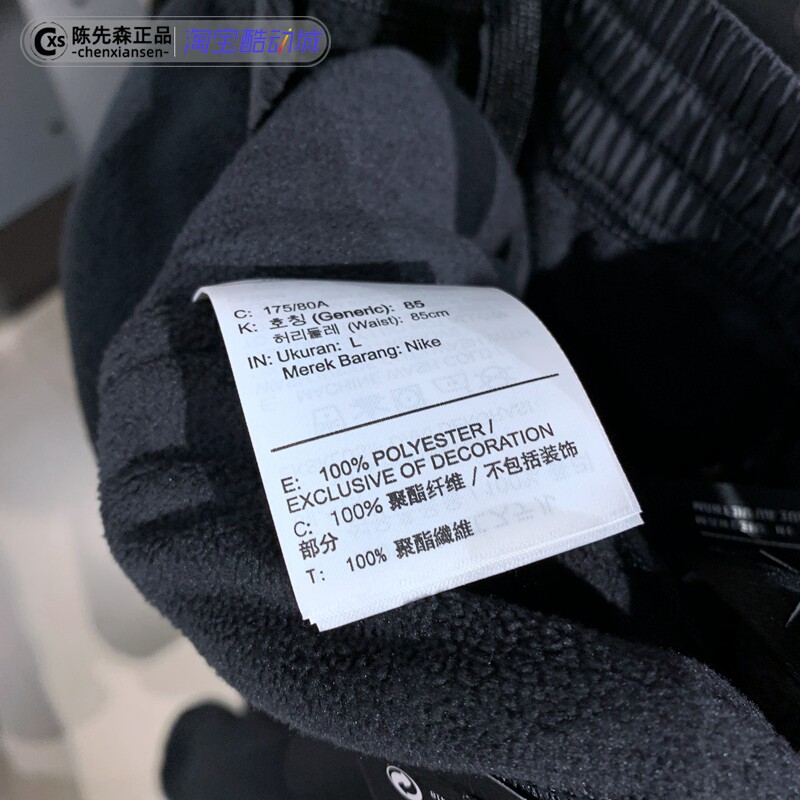 CXS 陈先森正品
-chenxiansen-
淘宝酷动城
C: 175/80A
K: 호칭 (Generic): 85
허리둘레 (Waist): 85cm
IN: Ukuran: L
Merek Barang: Nike
E: 100% POLYESTER /
EXCLUSIVE OF DECORATION
C: 100% 聚酯纤维 / 不包括装饰
部分
T: 100% 聚酯纖維